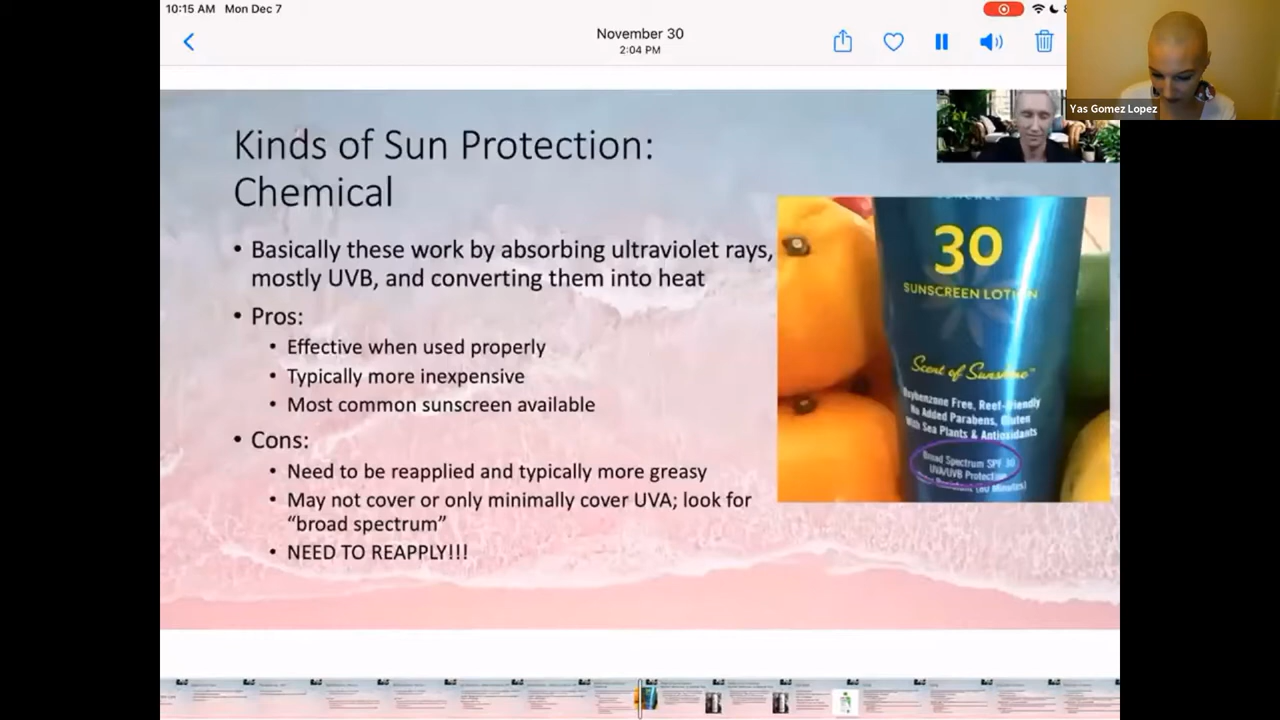 10:15 AM Mon Dec 7
November 30
2:04 PM
Yas Gomez Lopez
Kinds of Sun Protection:
Chemical
• Basically these work by absorbing ultraviolet rays,
mostly UVB, and converting them into heat
• Pros:
• Effective when used properly
• Typically more inexpensive
• Most common sunscreen available
• Cons:
• Need to be reapplied and typically more greasy
• May not cover or only minimally cover UVA; look for
“broad spectrum”
• NEED TO REAPPLY!!!
30
SUNSCREEN LOTION
Scent of Sunshine™
Oxybenzone Free, Reef-Friendly
No Added Parabens, Gluten
With Sea Plants & Antioxidants
Broad Spectrum SPF 30
UVA/UVB Protection
(80 Minutes)